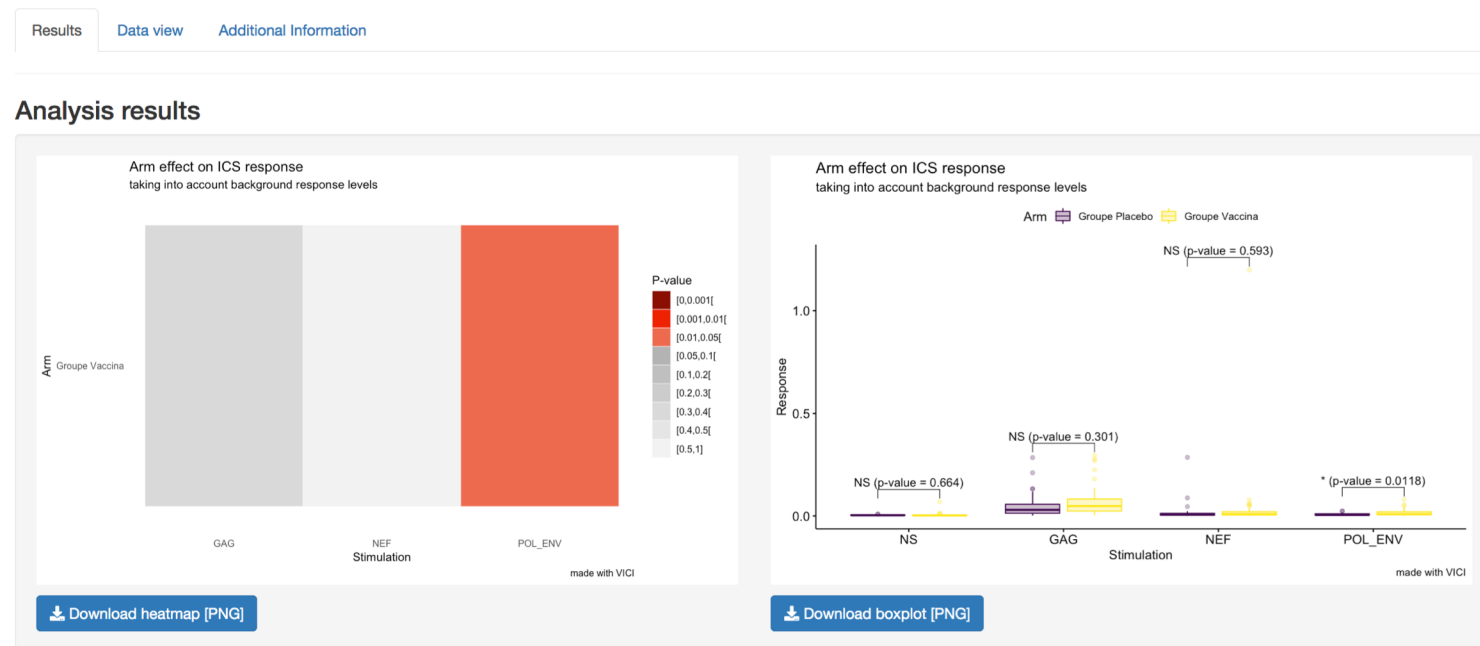 Results Data view Additional Information
Analysis results
Arm effect on ICS response
taking into account background response levels
P-value
[0,0.001[
[0.001,0.01[
[0.01,0.05[
[0.05,0.1[
[0.1,0.2[
[0.2,0.3[
[0.3,0.4[
[0.4,0.5[
[0.5,1]
Arm
Groupe Vaccina
GAG NEF POL_ENV
Stimulation
made with VICI
Download heatmap [PNG]
Arm effect on ICS response
taking into account background response levels
Arm Groupe Placebo Groupe Vaccina
NS (p-value = 0.593)
1.0
Response
0.5
NS (p-value = 0.301)
NS (p-value = 0.664)
* (p-value = 0.0118)
0.0
NS GAG NEF POL_ENV
Stimulation
made with VICI
Download boxplot [PNG]